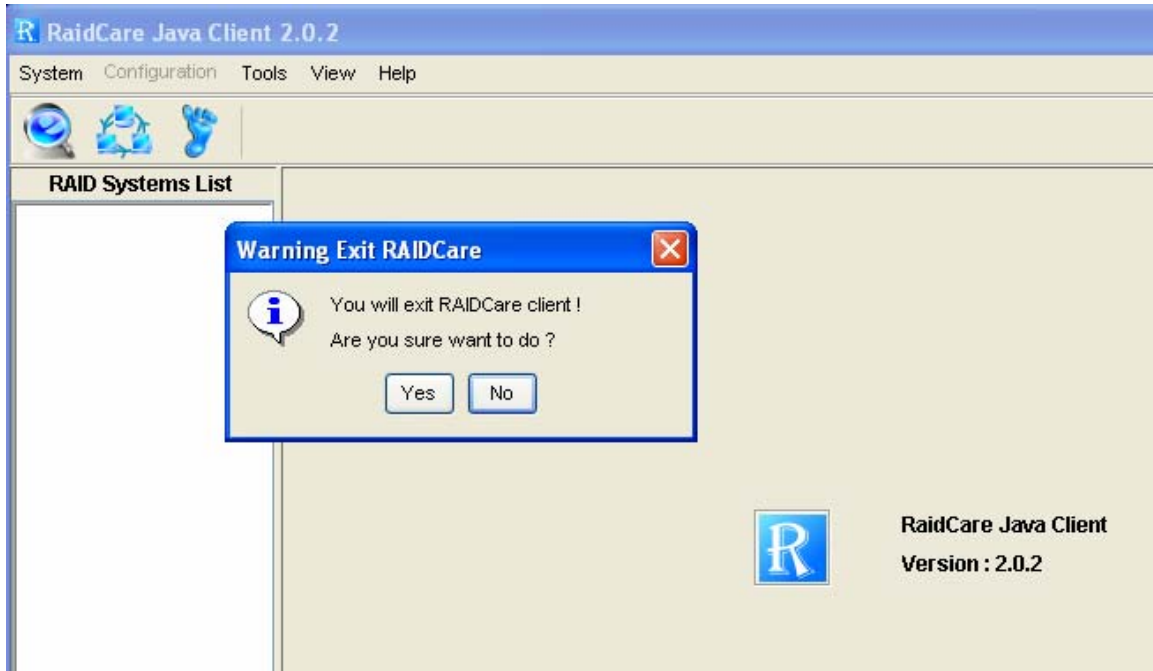 RaidCare Java Client 2.0.2
System Configuration Tools View Help
RAID Systems List
Warning Exit RAIDCare
You will exit RAIDCare client !
Are you sure want to do ?
Yes No
R
RaidCare Java Client
Version : 2.0.2